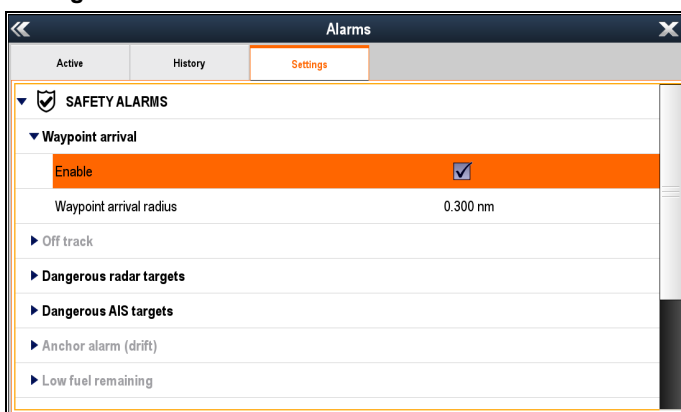 Alarms
Active History Settings
SAFETY ALARMS
Waypoint arrival
Enable
Waypoint arrival radius 0.300 nm
Off track
Dangerous radar targets
Dangerous AIS targets
Anchor alarm (drift)
Low fuel remaining